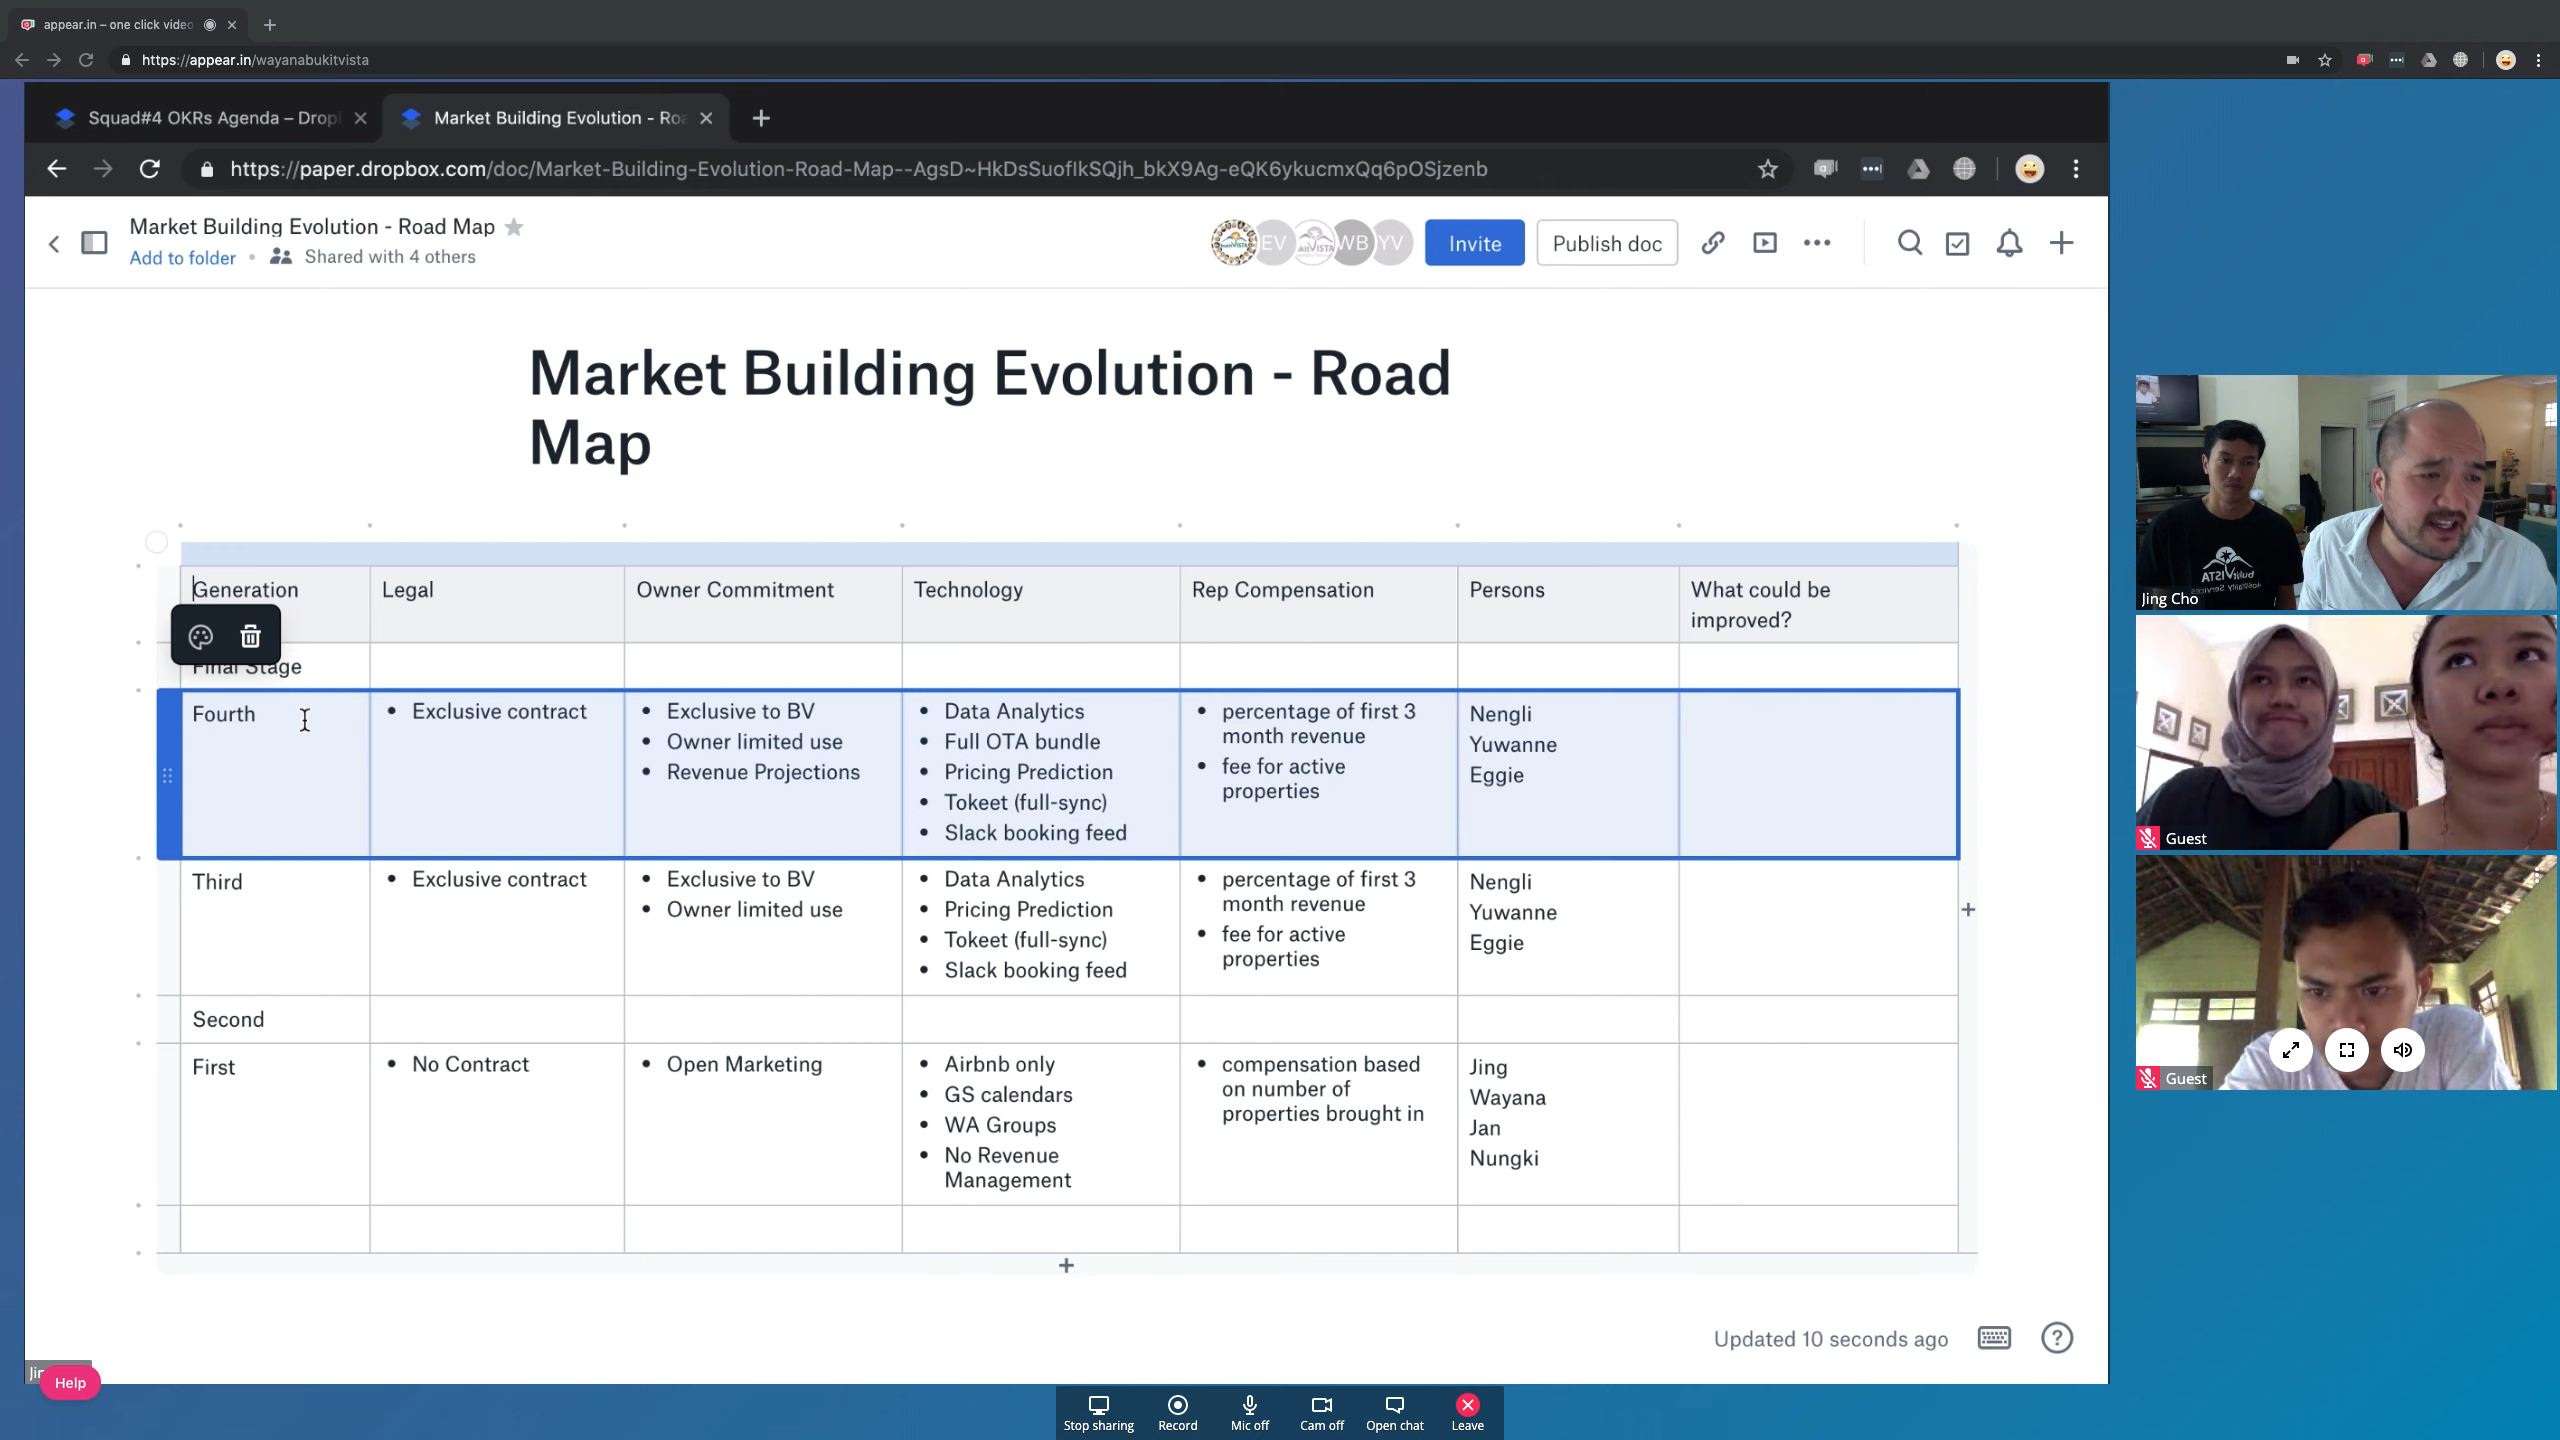 appear.in – one click video
https://appear.in/wayanabukitvista
Squad#4 OKRs Agenda – Drop
Market Building Evolution - Roa
https://paper.dropbox.com/doc/Market-Building-Evolution-Road-Map--AgsD~HkDsSuoflkSQjh_bkX9Ag-eQK6ykucmxQq6pOSjzenb
Market Building Evolution - Road Map
Add to folder • Shared with 4 others
EV
WB
YV
Invite
Publish doc
Market Building Evolution - Road
Map
Generation
Legal
Owner Commitment
Technology
Rep Compensation
Persons
What could be
improved?
Final Stage
Fourth
• Exclusive contract
• Exclusive to BV
• Owner limited use
• Revenue Projections
• Data Analytics
• Full OTA bundle
• Pricing Prediction
• Tokeet (full-sync)
• Slack booking feed
• percentage of first 3
month revenue
• fee for active
properties
Nengli
Yuwanne
Eggie
Third
• Exclusive contract
• Exclusive to BV
• Owner limited use
• Data Analytics
• Pricing Prediction
• Tokeet (full-sync)
• Slack booking feed
• percentage of first 3
month revenue
• fee for active
properties
Nengli
Yuwanne
Eggie
Second
First
• No Contract
• Open Marketing
• Airbnb only
• GS calendars
• WA Groups
• No Revenue
Management
• compensation based
on number of
properties brought in
Jing
Wayana
Jan
Nungki
Updated 10 seconds ago
Help
Stop sharing
Record
Mic off
Cam off
Open chat
Leave
bukitVISTA
Hospitality Services
Jing Cho
Guest
Guest